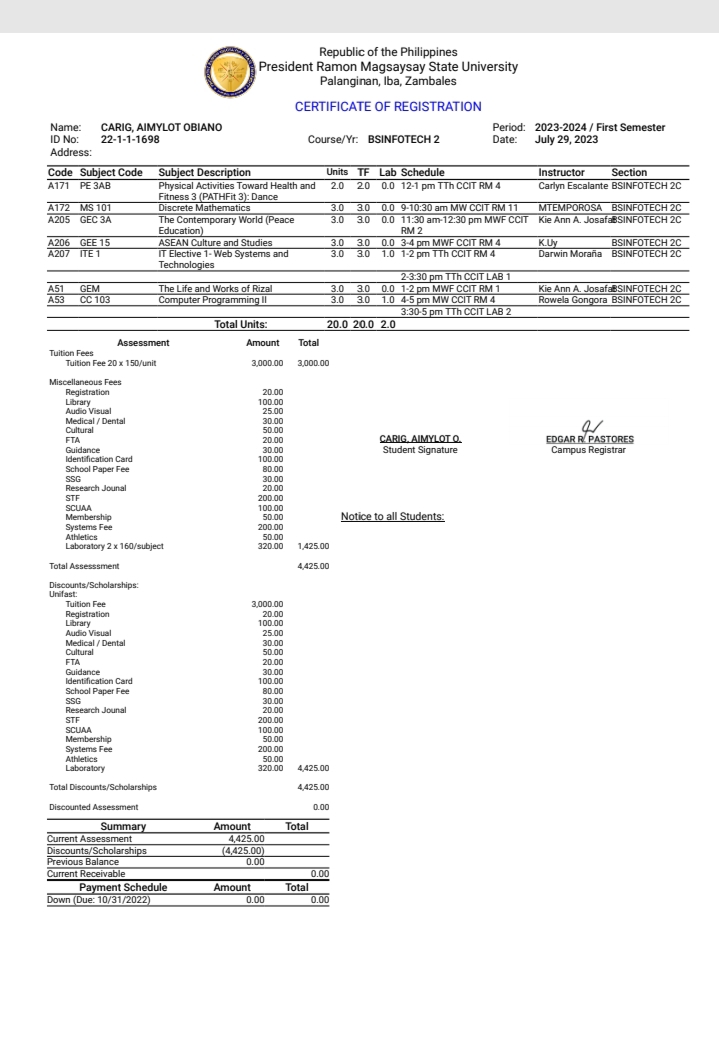 Republic of the Philippines
President Ramon Magsaysay State University
Palanginan, Iba, Zambales
CERTIFICATE OF REGISTRATION
Name: CARIG, AIMYLOT OBIANO Period: 2023-2024 / First Semester
ID No: 22-1-1-1698 Course/Yr: BSINFOTECH 2 Date: July 29, 2023
Address:
Code Subject Code Subject Description Units TF Lab Schedule Instructor Section
A171 PE 3AB Physical Activities Toward Health and 2.0 2.0 0.0 12-1 pm TTh CCIT RM 4 Carlyn Escalante BSINFOTECH 2C
Fitness 3 (PATHFit 3): Dance
A172 MS 101 Discrete Mathematics 3.0 3.0 0.0 9-10:30 am MW CCIT RM 11 MTEMPOROSA BSINFOTECH 2C
A205 GEC 3A The Contemporary World (Peace 3.0 3.0 0.0 11:30 am-12:30 pm MWF CCIT Kie Ann A. Josafa BSINFOTECH 2C
Education) RM 2
A206 GEE 15 ASEAN Culture and Studies 3.0 3.0 0.0 3-4 pm MWF CCIT RM 4 K.Uy BSINFOTECH 2C
A207 ITE 1 IT Elective 1- Web Systems and 3.0 3.0 1.0 1-2 pm TTh CCIT RM 4 Darwin Moraña BSINFOTECH 2C
Technologies
2-3:30 pm TTh CCIT LAB 1
A51 GEM The Life and Works of Rizal 3.0 3.0 0.0 1-2 pm MWF CCIT RM 1 Kie Ann A. Josafa BSINFOTECH 2C
A53 CC 103 Computer Programming II 3.0 3.0 1.0 4-5 pm MW CCIT RM 4 Rowela Gongora BSINFOTECH 2C
3:30-5 pm TTh CCIT LAB 2
Total Units: 20.0 20.0 2.0
Assessment Amount Total
Tuition Fees
Tuition Fee 20 x 150/unit 3,000.00 3,000.00
Miscellaneous Fees
Registration 20.00
Library 100.00
Audio Visual 25.00
Medical / Dental 30.00
Cultural 50.00
FTA 20.00
Guidance 30.00
Identification Card 100.00
School Paper Fee 80.00
SSG 30.00
Research Jounal 20.00
STF 200.00
SCUAA 100.00
Membership 50.00
Systems Fee 200.00
Athletics 50.00
Laboratory 2 x 160/subject 320.00 1,425.00
Total Assesssment 4,425.00
Discounts/Scholarships:
Unifast:
Tuition Fee 3,000.00
Registration 20.00
Library 100.00
Audio Visual 25.00
Medical / Dental 30.00
Cultural 50.00
FTA 20.00
Guidance 30.00
Identification Card 100.00
School Paper Fee 80.00
SSG 30.00
Research Jounal 20.00
STF 200.00
SCUAA 100.00
Membership 50.00
Systems Fee 200.00
Athletics 50.00
Laboratory 320.00 4,425.00
Total Discounts/Scholarships 4,425.00
Discounted Assessment 0.00
Summary Amount Total
Current Assessment 4,425.00
Discounts/Scholarships (4,425.00)
Previous Balance 0.00
Current Receivable 0.00
Payment Schedule Amount Total
Down (Due: 10/31/2022) 0.00 0.00
CARIG, AIMYLOT O. EDGAR R. PASTORES
Student Signature Campus Registrar
Notice to all Students: